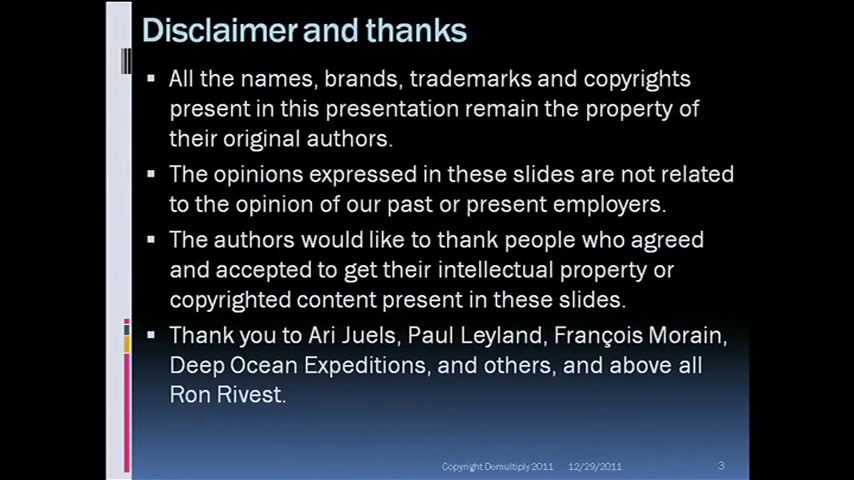 Disclaimer and thanks
▪ All the names, brands, trademarks and copyrights
present in this presentation remain the property of
their original authors.
▪ The opinions expressed in these slides are not related
to the opinion of our past or present employers.
▪ The authors would like to thank people who agreed
and accepted to get their intellectual property or
copyrighted content present in these slides.
▪ Thank you to Ari Juels, Paul Leyland, François Morain,
Deep Ocean Expeditions, and others, and above all
Ron Rivest.
Copyright Demultiply 2011 12/29/2011 3